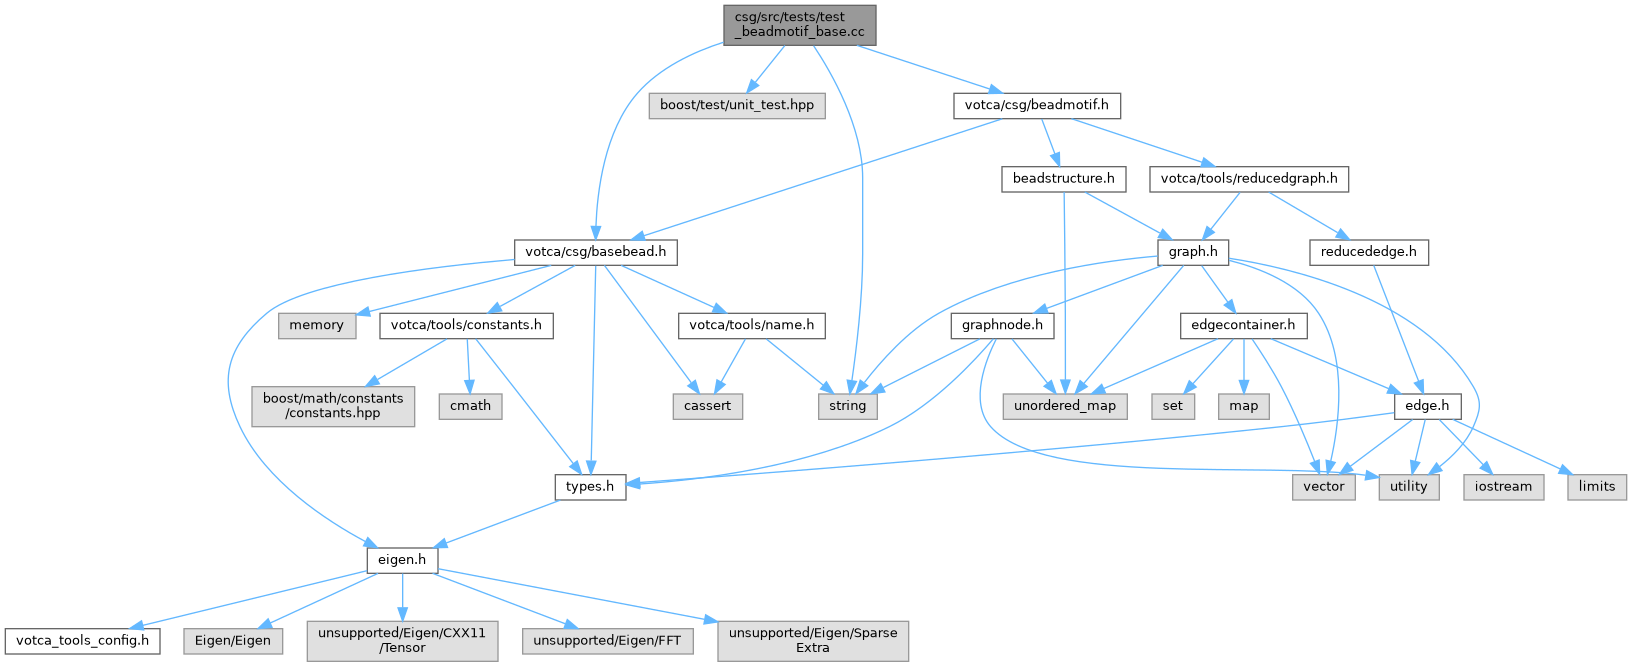 csg/src/tests/test
_beadmotif_base.cc
boost/test/unit_test.hpp
votca/csg/beadmotif.h
beadstructure.h
votca/tools/reducedgraph.h
votca/csg/basebead.h
graph.h
reducededge.h
memory
votca/tools/constants.h
votca/tools/name.h
graphnode.h
edgecontainer.h
boost/math/constants
/constants.hpp
cmath
cassert
string
unordered_map
set
map
edge.h
types.h
vector
utility
iostream
limits
eigen.h
votca_tools_config.h
Eigen/Eigen
unsupported/Eigen/CXX11
/Tensor
unsupported/Eigen/FFT
unsupported/Eigen/Sparse
Extra